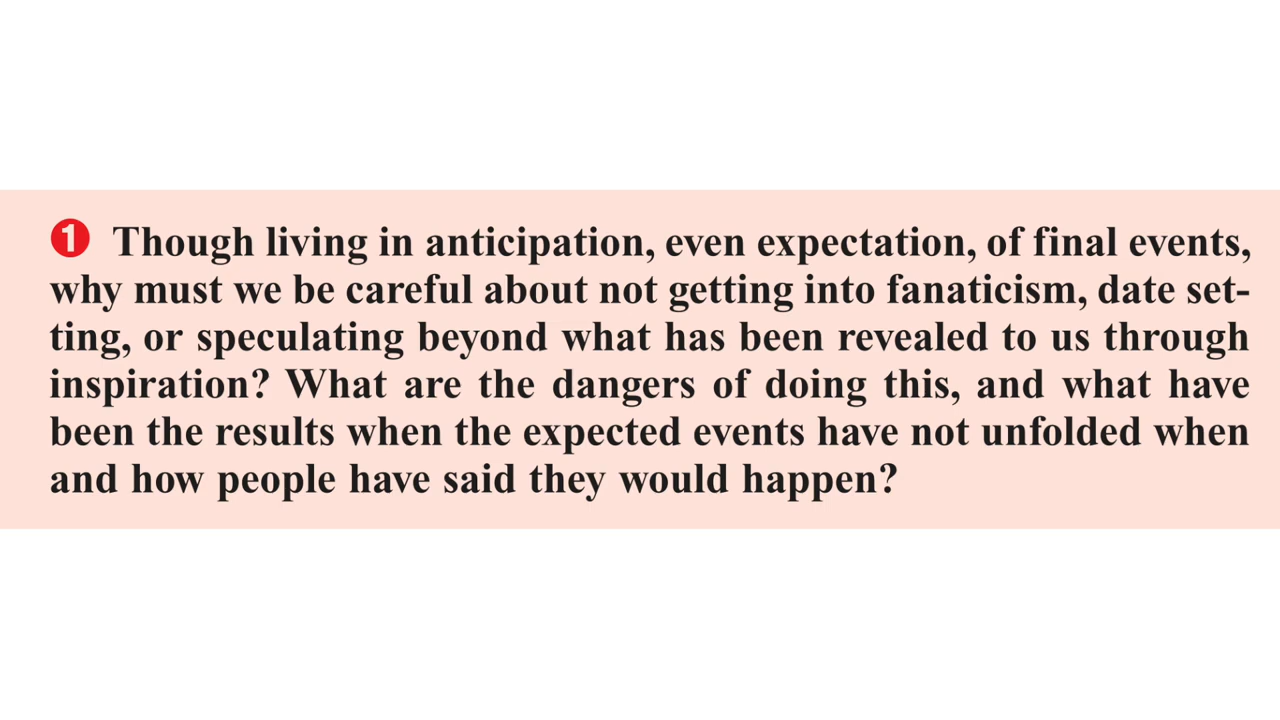 ❶ Though living in anticipation, even expectation, of final events,
why must we be careful about not getting into fanaticism, date set-
ting, or speculating beyond what has been revealed to us through
inspiration? What are the dangers of doing this, and what have
been the results when the expected events have not unfolded when
and how people have said they would happen?